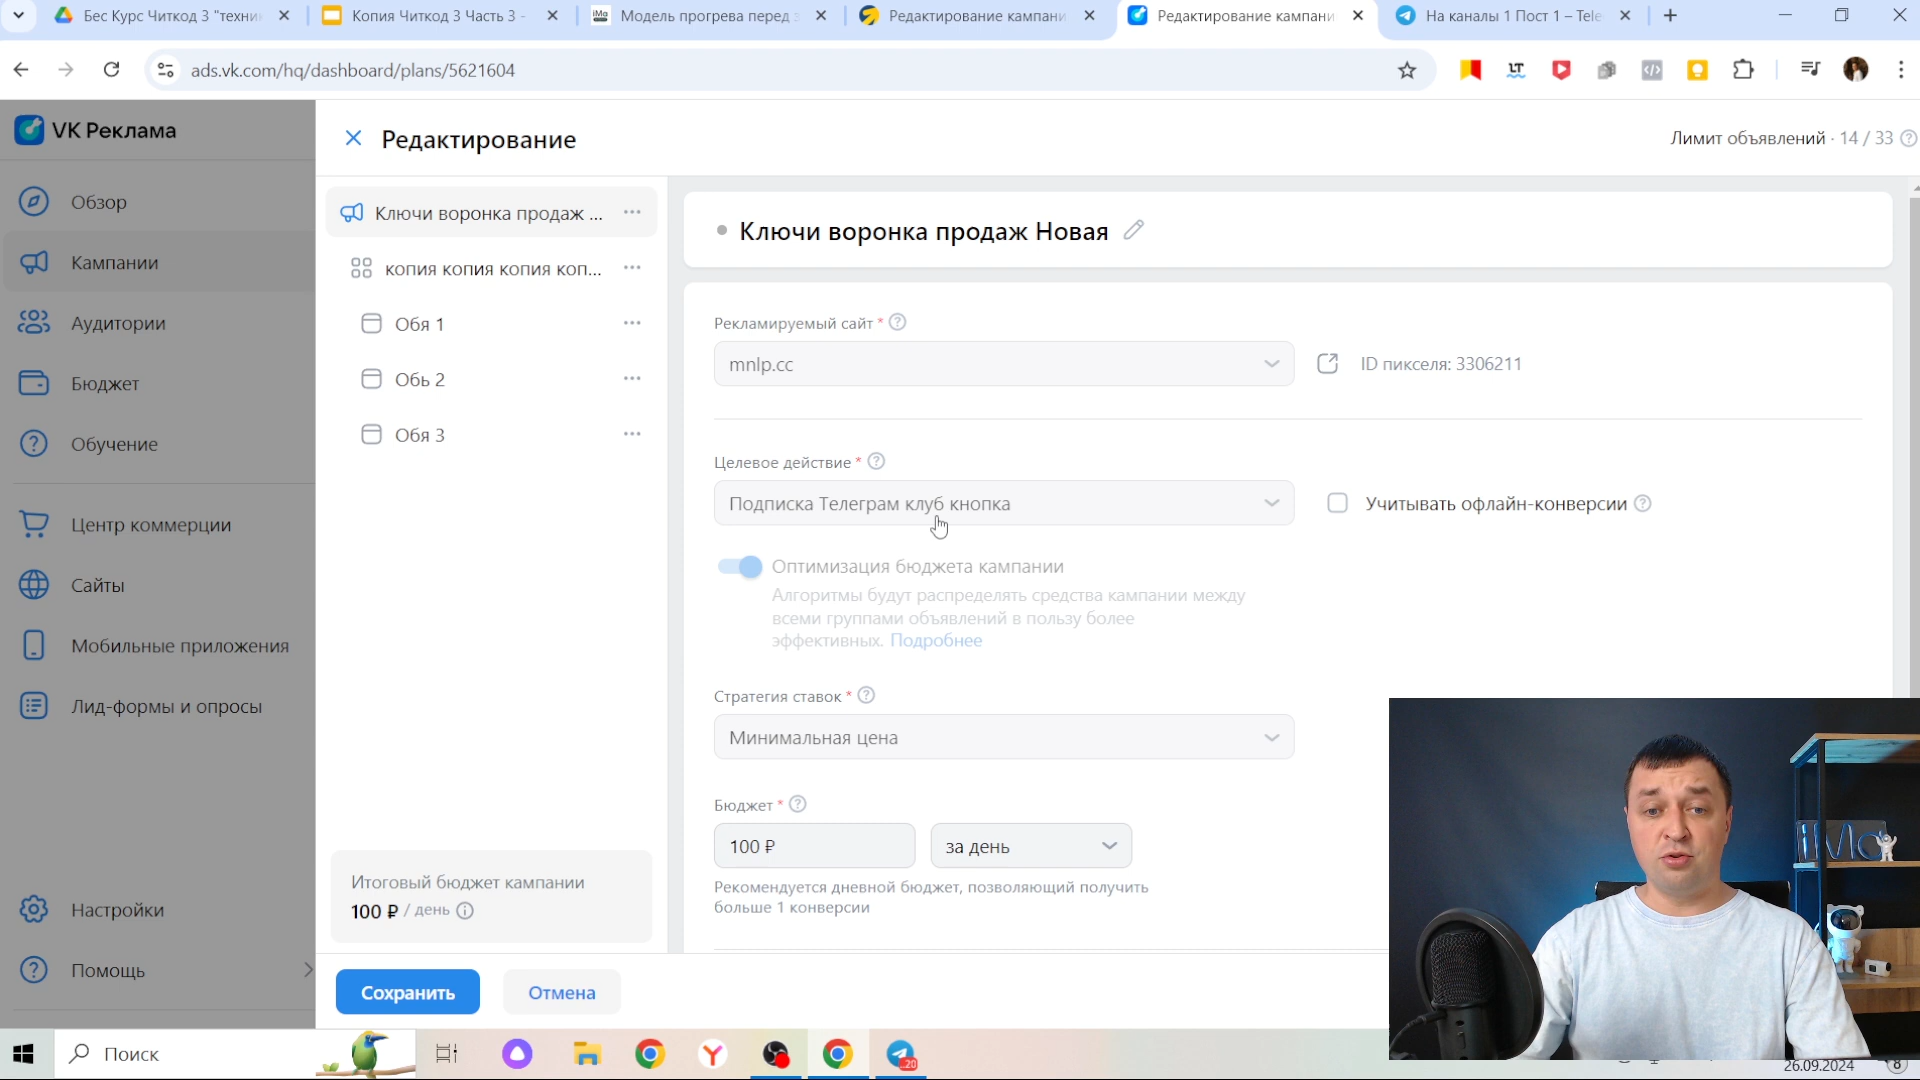 Бес Курс Читкод 3 "техни
Копия Читкод 3 Часть 3 -
Модель прогрева перед з
Редактирование кампани
Редактирование кампани
На каналы 1 Пост 1 – Tele
ads.vk.com/hq/dashboard/plans/5621604
VK Реклама
Редактирование
Лимит объявлений · 14 / 33
Обзор
Кампании
Аудитории
Бюджет
Обучение
Центр коммерции
Сайты
Мобильные приложения
Лид-формы и опросы
Настройки
Помощь
Ключи воронка продаж ...
копия копия копия коп...
Обя 1
Обь 2
Обя 3
Итоговый бюджет кампании
100 ₽ / день
Ключи воронка продаж Новая
Рекламируемый сайт *
mnlp.cc
ID пикселя: 3306211
Целевое действие *
Подписка Телеграм клуб кнопка
Учитывать офлайн-конверсии
Оптимизация бюджета кампании
Алгоритмы будут распределять средства кампании между
всеми группами объявлений в пользу более
эффективных. Подробнее
Стратегия ставок *
Минимальная цена
Бюджет *
100 ₽
за день
Рекомендуется дневной бюджет, позволяющий получить
больше 1 конверсии
Сохранить
Отмена
Поиск
20
26.09.2024
8